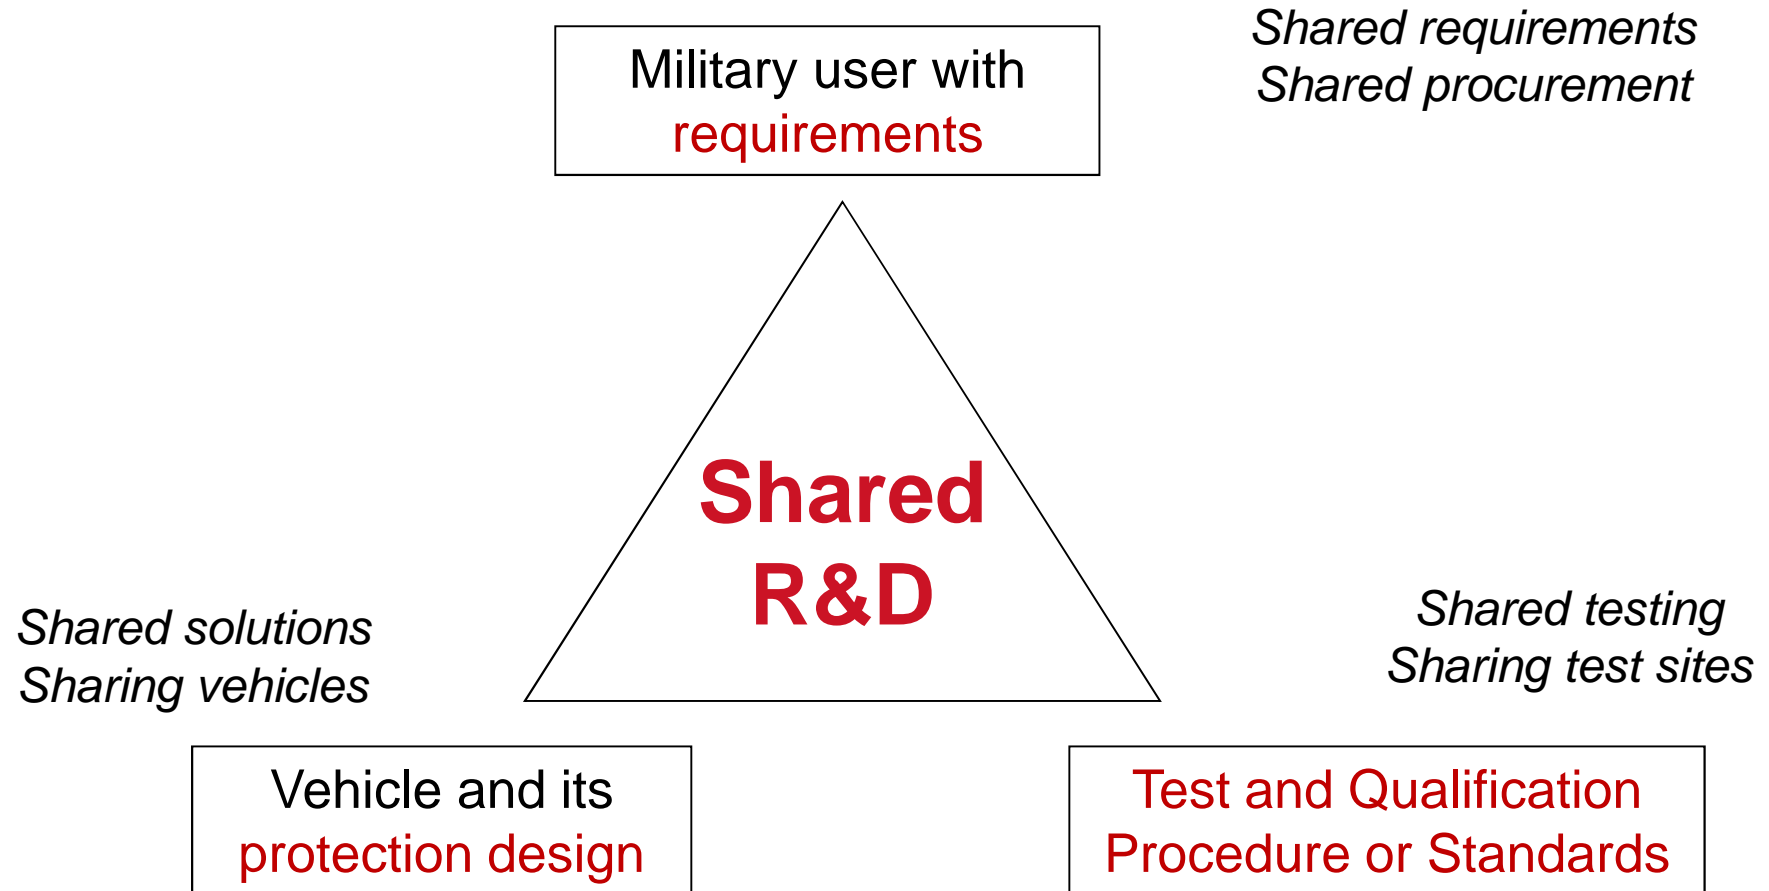 Shared requirements
Shared procurement
Military user with
requirements
Shared
R&D
Shared solutions
Sharing vehicles
Shared testing
Sharing test sites
Vehicle and its
protection design
Test and Qualification
Procedure or Standards